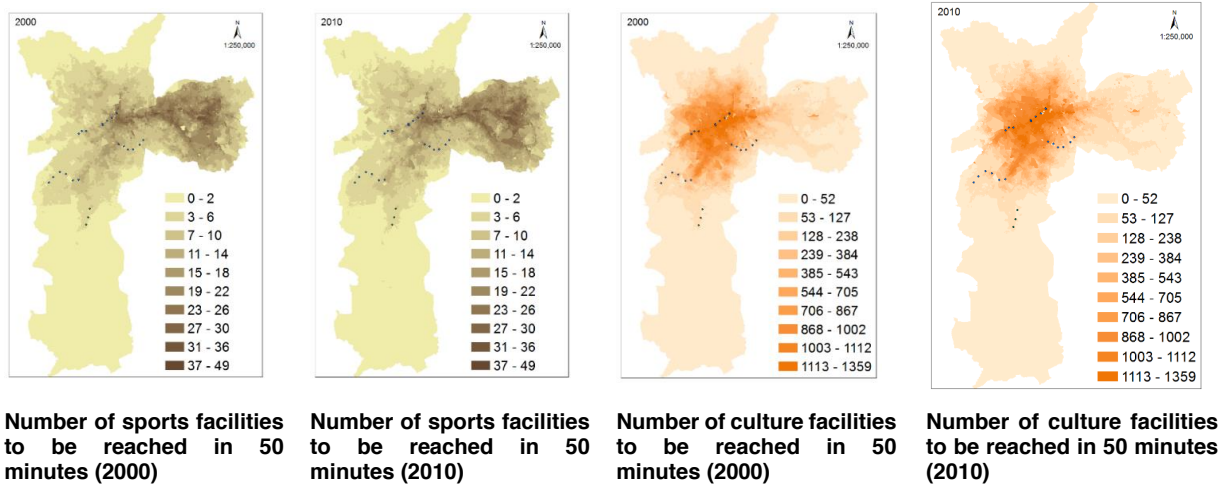 2000
N
1:250,000
0 - 2
3 - 6
7 - 10
11 - 14
15 - 18
19 - 22
23 - 26
27 - 30
31 - 36
37 - 49
Number of sports facilities
to be reached in 50
minutes (2000)
2010
N
1:250,000
0 - 2
3 - 6
7 - 10
11 - 14
15 - 18
19 - 22
23 - 26
27 - 30
31 - 36
37 - 49
Number of sports facilities
to be reached in 50
minutes (2010)
2000
N
1:250,000
0 - 52
53 - 127
128 - 238
239 - 384
385 - 543
544 - 705
706 - 867
868 - 1002
1003 - 1112
1113 - 1359
Number of culture facilities
to be reached in 50
minutes (2000)
2010
N
1:250,000
0 - 52
53 - 127
128 - 238
239 - 384
385 - 543
544 - 705
706 - 867
868 - 1002
1003 - 1112
1113 - 1359
Number of culture facilities
to be reached in 50 minutes
(2010)